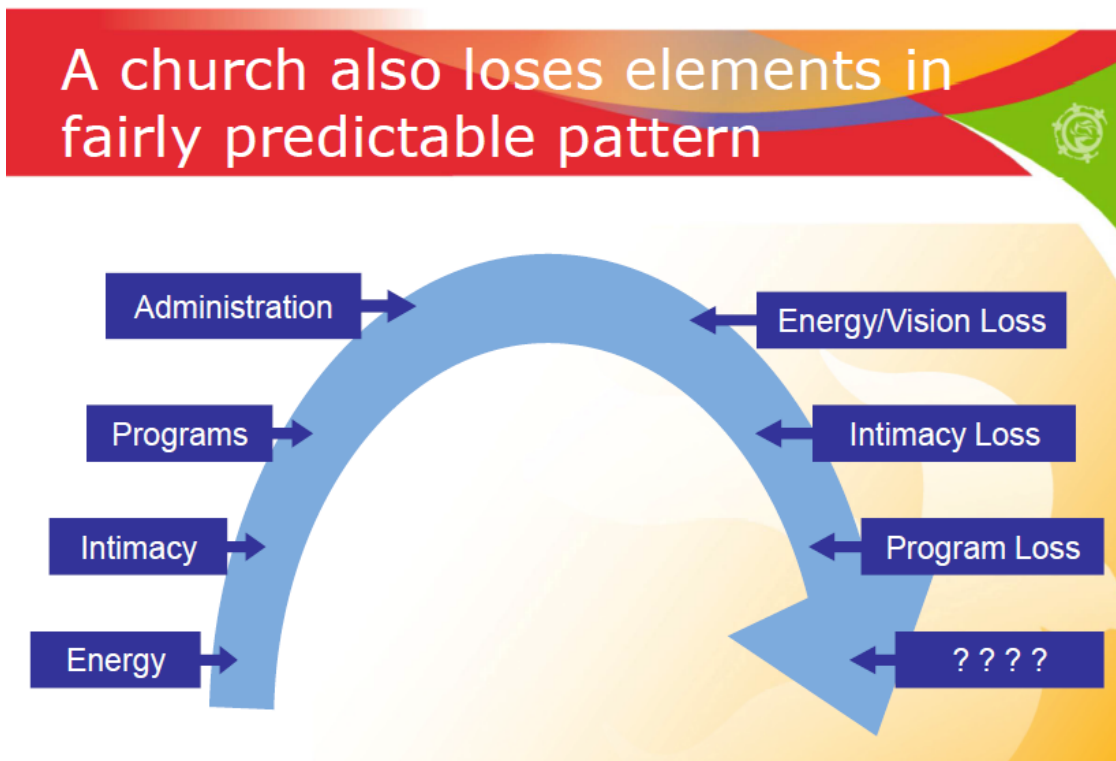 A church also loses elements in
fairly predictable pattern
Administration
Energy/Vision Loss
Programs
Intimacy Loss
Intimacy
Program Loss
Energy
? ? ? ?